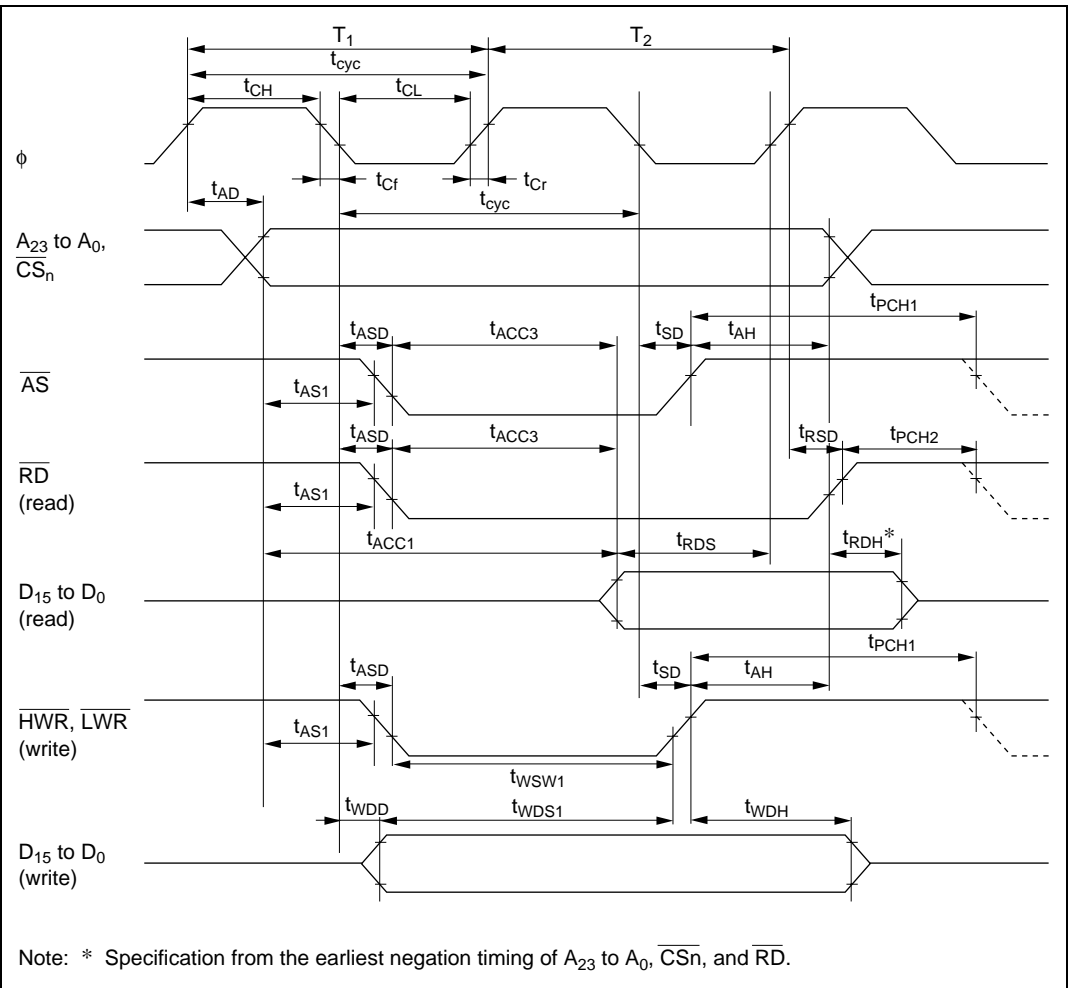 T1 T2
tcyc
tCH tCL
ϕ
tCf tCr
tAD
tcyc
A23 to A0,
CSn
tPCH1
tASD tACC3 tSD tAH
AS
tAS1
tASD tACC3 tRSD tPCH2
RD
(read)
tAS1
tACC1 tRDS tRDH*
D15 to D0
(read)
tPCH1
tASD tSD tAH
HWR, LWR
(write)
tAS1
tWSW1
tWDD tWDS1 tWDH
D15 to D0
(write)
Note: * Specification from the earliest negation timing of A23 to A0, CSn, and RD.